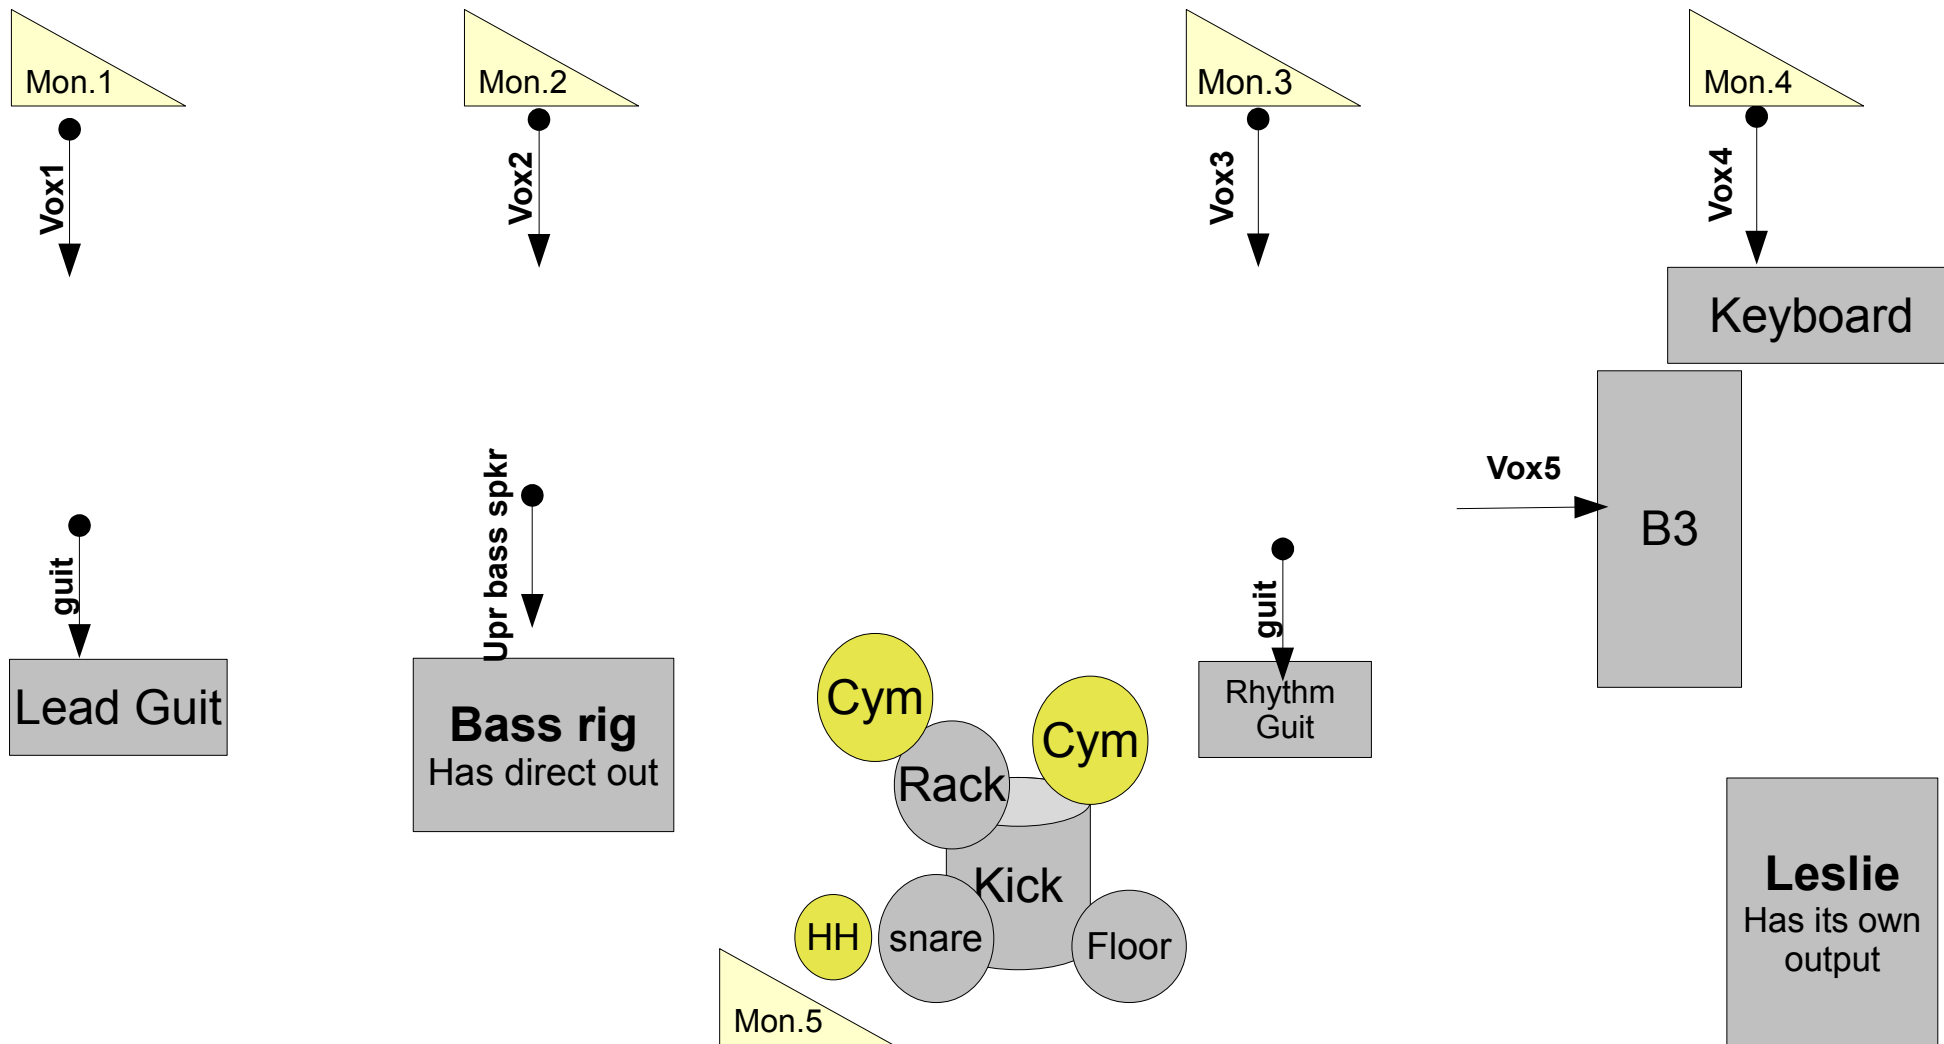 Mon.1
Mon.2
Mon.3
Mon.4
Vox1
Vox2
Vox3
Vox4
Keyboard
Vox5
B3
guit
Upr bass spkr
guit
Lead Guit
Bass rig
Has direct out
Cym
Cym
Rack
Kick
HH
snare
Floor
Rhythm
Guit
Leslie
Has its own
output
Mon.5